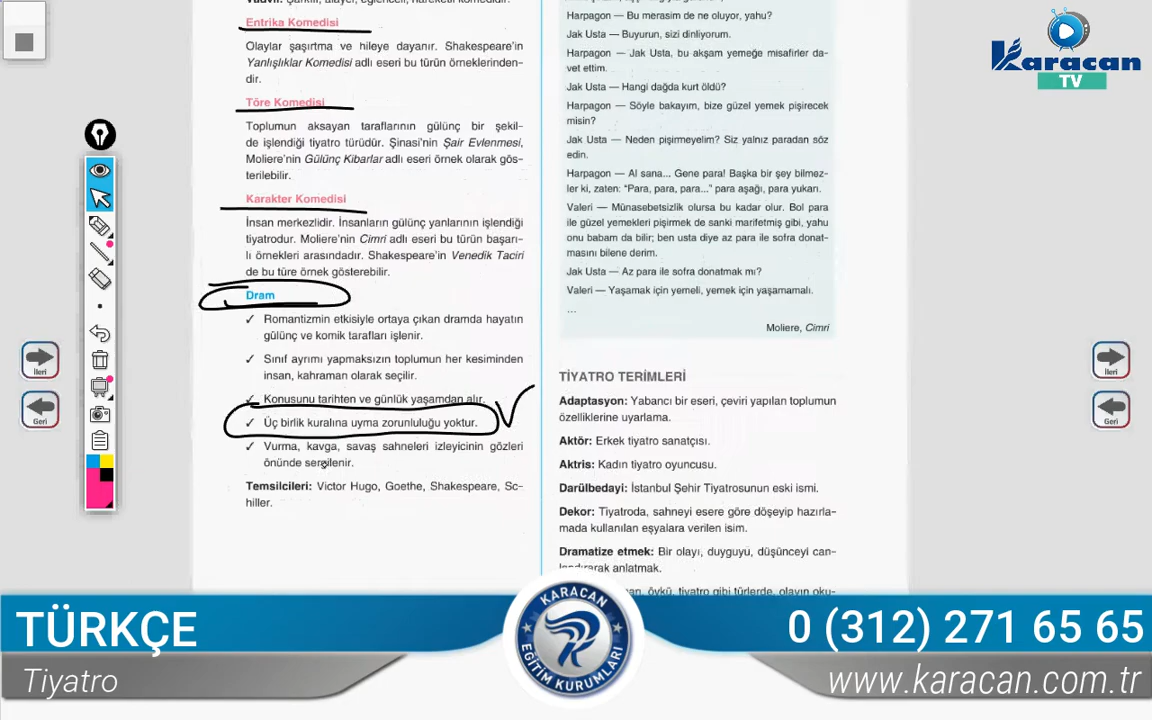 Vadvil: Şarkılı, alaycı, eğlenceli, hareketli komedidir.
Entrika Komedisi
Olaylar şaşırtma ve hileye dayanır. Shakespeare’in
Yanlışlıklar Komedisi adlı eseri bu türün örneklerinden-
dir.
Töre Komedisi
Toplumun aksayan taraflarının gülünç bir şekil-
de işlendiği tiyatro türüdür. Şinasi’nin Şair Evlenmesi,
Moliere’nin Gülünç Kibarlar adlı eseri örnek olarak gös-
terilebilir.
Karakter Komedisi
İnsan merkezlidir. İnsanların gülünç yanlarının işlendiği
tiyatrodur. Moliere’nin Cimri adlı eseri bu türün başarı-
lı örnekleri arasındadır. Shakespeare’in Venedik Taciri
de bu türe örnek gösterebilir.
Dram
✓ Romantizmin etkisiyle ortaya çıkan dramda hayatın
gülünç ve komik tarafları işlenir.
✓ Sınıf ayrımı yapmaksızın toplumun her kesiminden
insan, kahraman olarak seçilir.
✓ Konusunu tarihten ve günlük yaşamdan alır.
✓ Üç birlik kuralına uyma zorunluluğu yoktur.
✓ Vurma, kavga, savaş sahneleri izleyicinin gözleri
önünde sergilenir.
Temsilcileri: Victor Hugo, Goethe, Shakespeare, Sc-
hiller.
Harpagon — Bu merasim de ne oluyor, yahu?
Jak Usta — Buyurun, sizi dinliyorum.
Harpagon — Jak Usta, bu akşam yemeğe misafirler da-
vet ettim.
Jak Usta — Hangi dağda kurt öldü?
Harpagon — Söyle bakayım, bize güzel yemek pişirecek
misin?
Jak Usta — Neden pişirmeyelim? Siz yalnız paradan söz
edin.
Harpagon — Al sana... Gene para! Başka bir şey bilmez-
ler ki, zaten: “Para, para, para...” para aşağı, para yukarı.
Valeri — Münasebetsizlik olursa bu kadar olur. Bol para
ile güzel yemekleri pişirmek de sanki marifetmiş gibi, yahu
onu babam da bilir; ben usta diye az para ile sofra donat-
masını bilene derim.
Jak Usta — Az para ile sofra donatmak mı?
Valeri — Yaşamak için yemeli, yemek için yaşamamalı.
...
Moliere, Cimri
TİYATRO TERİMLERİ
Adaptasyon: Yabancı bir eseri, çeviri yapılan toplumun
özelliklerine uyarlama.
Aktör: Erkek tiyatro sanatçısı.
Aktris: Kadın tiyatro oyuncusu.
Darülbedayi: İstanbul Şehir Tiyatrosunun eski ismi.
Dekor: Tiyatroda, sahneyi esere göre döşeyip hazırla-
mada kullanılan eşyalara verilen isim.
Dramatize etmek: Bir olayı, duyguyu, düşünceyi can-
landırarak anlatmak.
öykü, tiyatro gibi türlerde, olayın oku-
Karacan
TV
İleri
Geri
İleri
Geri
TÜRKÇE
Tiyatro
KARACAN
EĞİTİM KURUMLARI
0 (312) 271 65 65
www.karacan.com.tr